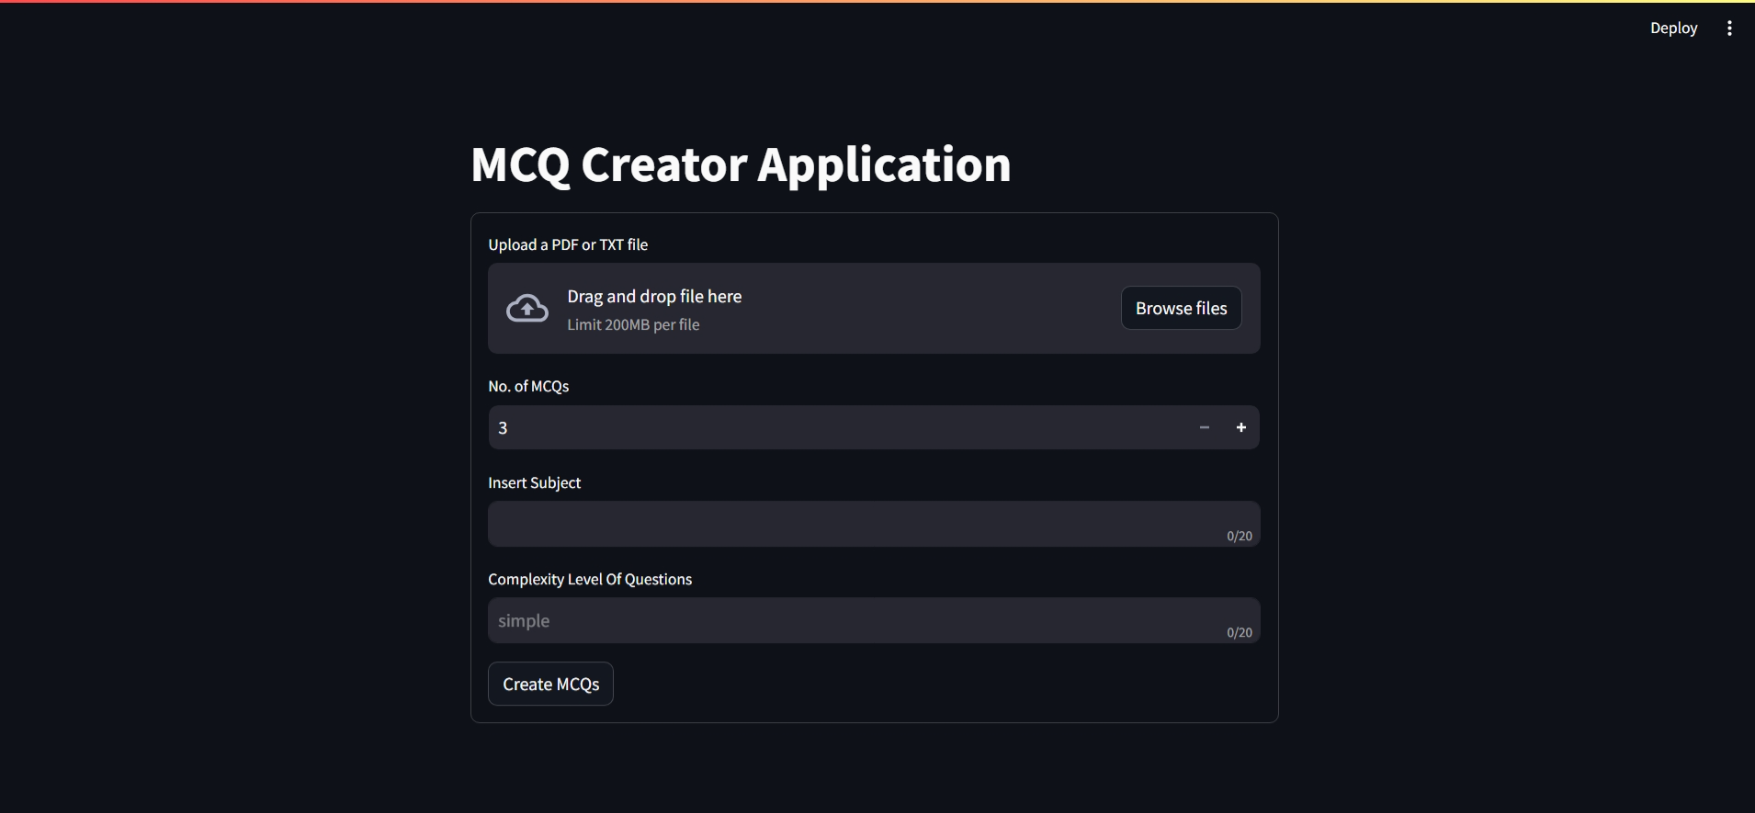 Deploy
MCQ Creator Application
Upload a PDF or TXT file
Drag and drop file here
Limit 200MB per file
Browse files
No. of MCQs
3
Insert Subject
0/20
Complexity Level Of Questions
simple
0/20
Create MCQs